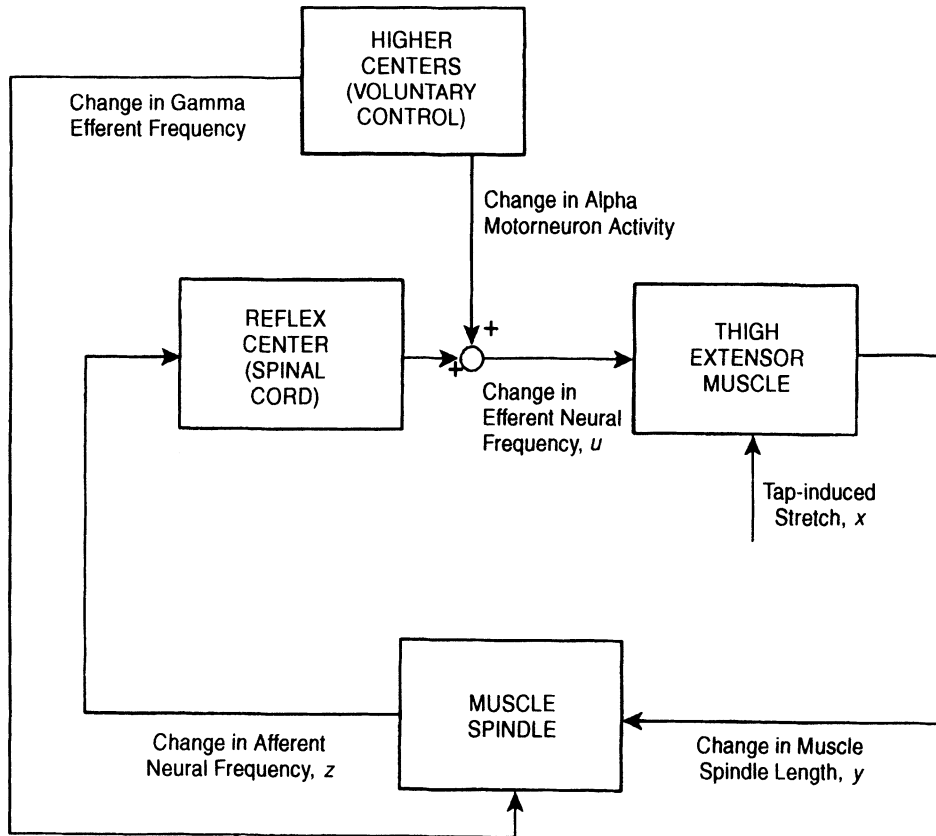 HIGHER
CENTERS
(VOLUNTARY
CONTROL)
Change in Gamma
Efferent Frequency
Change in Alpha
Motorneuron Activity
REFLEX
CENTER
(SPINAL
CORD)
+
+
THIGH
EXTENSOR
MUSCLE
Change in
Efferent Neural
Frequency, u
Tap-induced
Stretch, x
MUSCLE
SPINDLE
Change in Afferent
Neural Frequency, z
Change in Muscle
Spindle Length, y